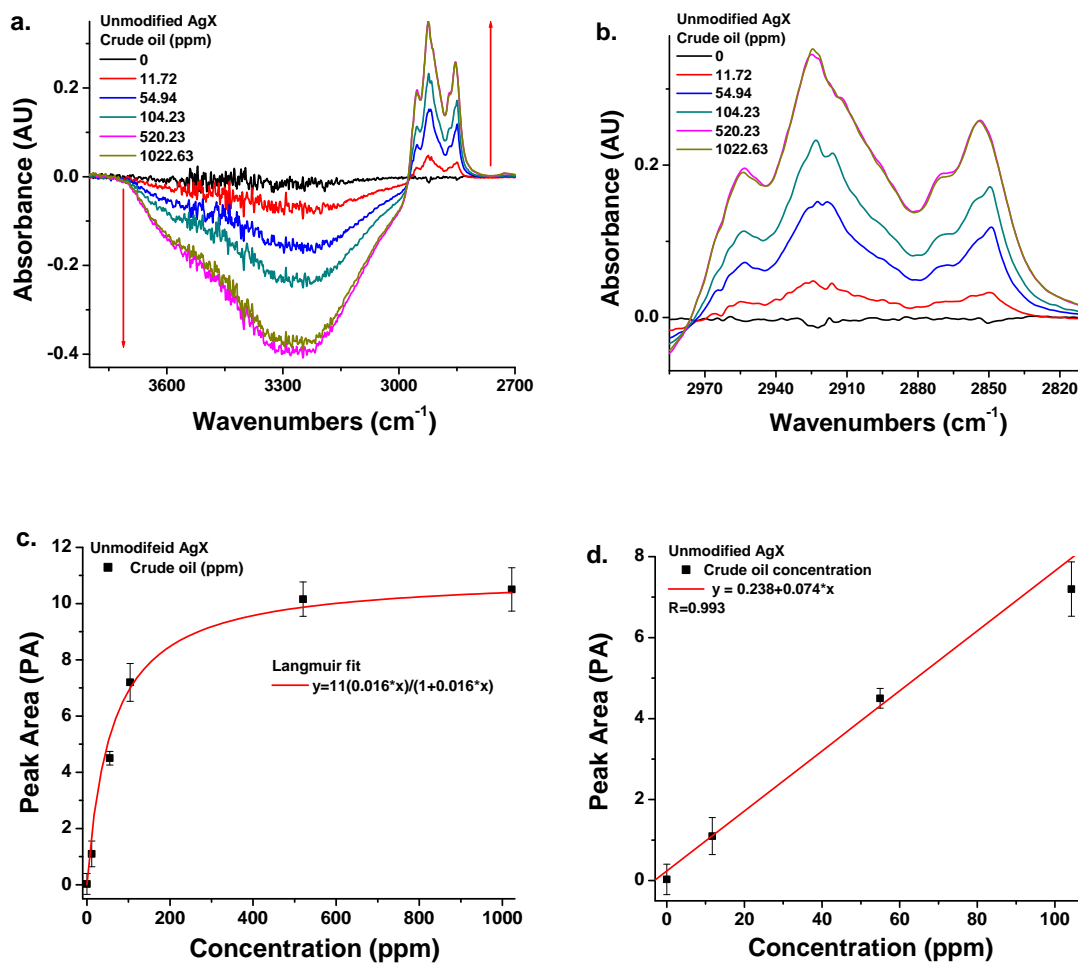 a.
Unmodified AgX
Crude oil (ppm)
0
11.72
54.94
104.23
520.23
1022.63
0.2
0.0
-0.2
-0.4
Absorbance (AU)
3600 3300 3000 2700
Wavenumbers (cm⁻¹)
b.
Unmodified AgX
Crude oil (ppm)
0
11.72
54.94
104.23
520.23
1022.63
0.2
0.0
Absorbance (AU)
2970 2940 2910 2880 2850 2820
Wavenumbers (cm⁻¹)
c.
Unmodifeid AgX
Crude oil (ppm)
Langmuir fit
y=11(0.016*x)/(1+0.016*x)
12
10
8
6
4
2
0
Peak Area (PA)
0 200 400 600 800 1000
Concentration (ppm)
d.
Unmodified AgX
Crude oil concentration
y = 0.238+0.074*x
R=0.993
8
6
4
2
0
Peak Area (PA)
0 20 40 60 80 100
Concentration (ppm)